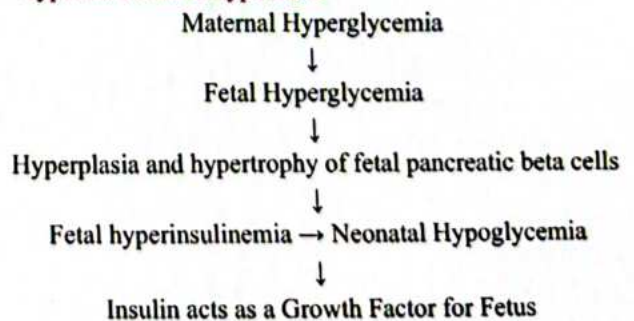 Maternal Hyperglycemia
↓
Fetal Hyperglycemia
↓
Hyperplasia and hypertrophy of fetal pancreatic beta cells
↓
Fetal hyperinsulinemia → Neonatal Hypoglycemia
↓
Insulin acts as a Growth Factor for Fetus